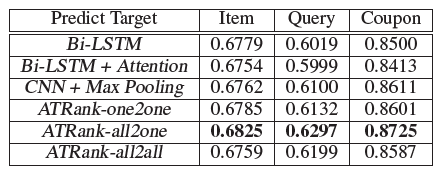 Predict Target Item Query Coupon
Bi-LSTM 0.6779 0.6019 0.8500
Bi-LSTM + Attention 0.6754 0.5999 0.8413
CNN + Max Pooling 0.6762 0.6100 0.8611
ATRank-one2one 0.6785 0.6132 0.8601
ATRank-all2one 0.6825 0.6297 0.8725
ATRank-all2all 0.6759 0.6199 0.8587